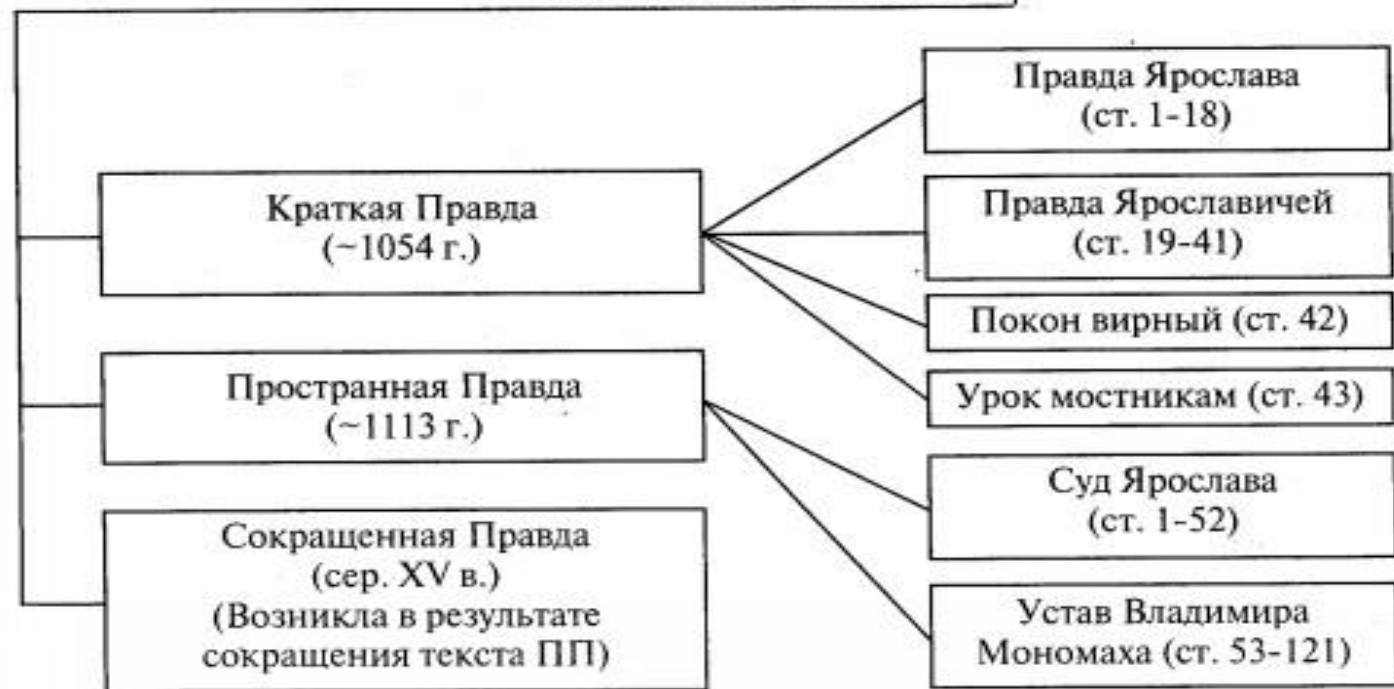 Краткая Правда
(~1054 г.)
Пространная Правда
(~1113 г.)
Сокращенная Правда
(сер. XV в.)
(Возникла в результате
сокращения текста ПП)
Правда Ярослава
(ст. 1-18)
Правда Ярославичей
(ст. 19-41)
Покон вирный (ст. 42)
Урок мостникам (ст. 43)
Суд Ярослава
(ст. 1-52)
Устав Владимира
Мономаха (ст. 53-121)